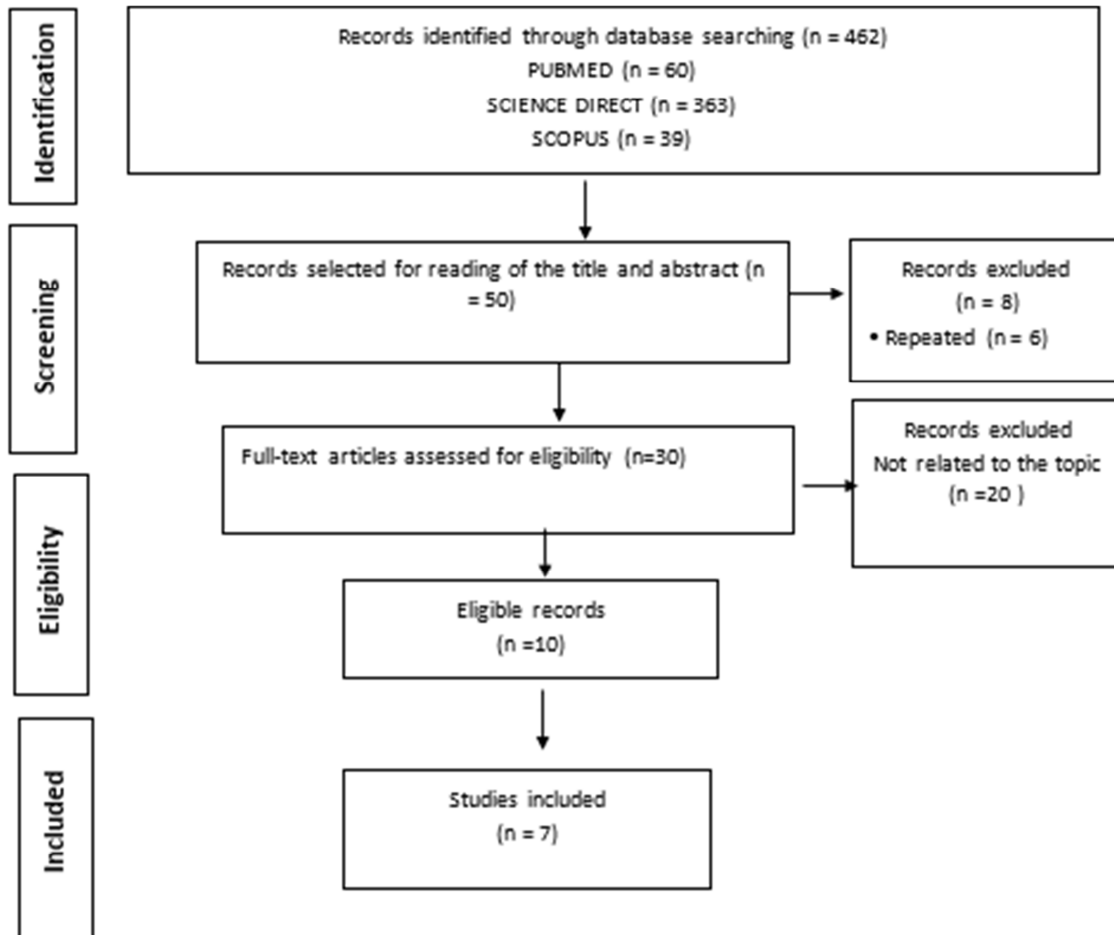 Identification
Records identified through database searching (n = 462)
PUBMED (n = 60)
SCIENCE DIRECT (n = 363)
SCOPUS (n = 39)
Screening
Records selected for reading of the title and abstract (n
= 50)
Records excluded
(n = 8)
• Repeated (n = 6)
Full-text articles assessed for eligibility (n=30)
Records excluded
Not related to the topic
(n =20 )
Eligibility
Eligible records
(n =10)
Included
Studies included
(n = 7)